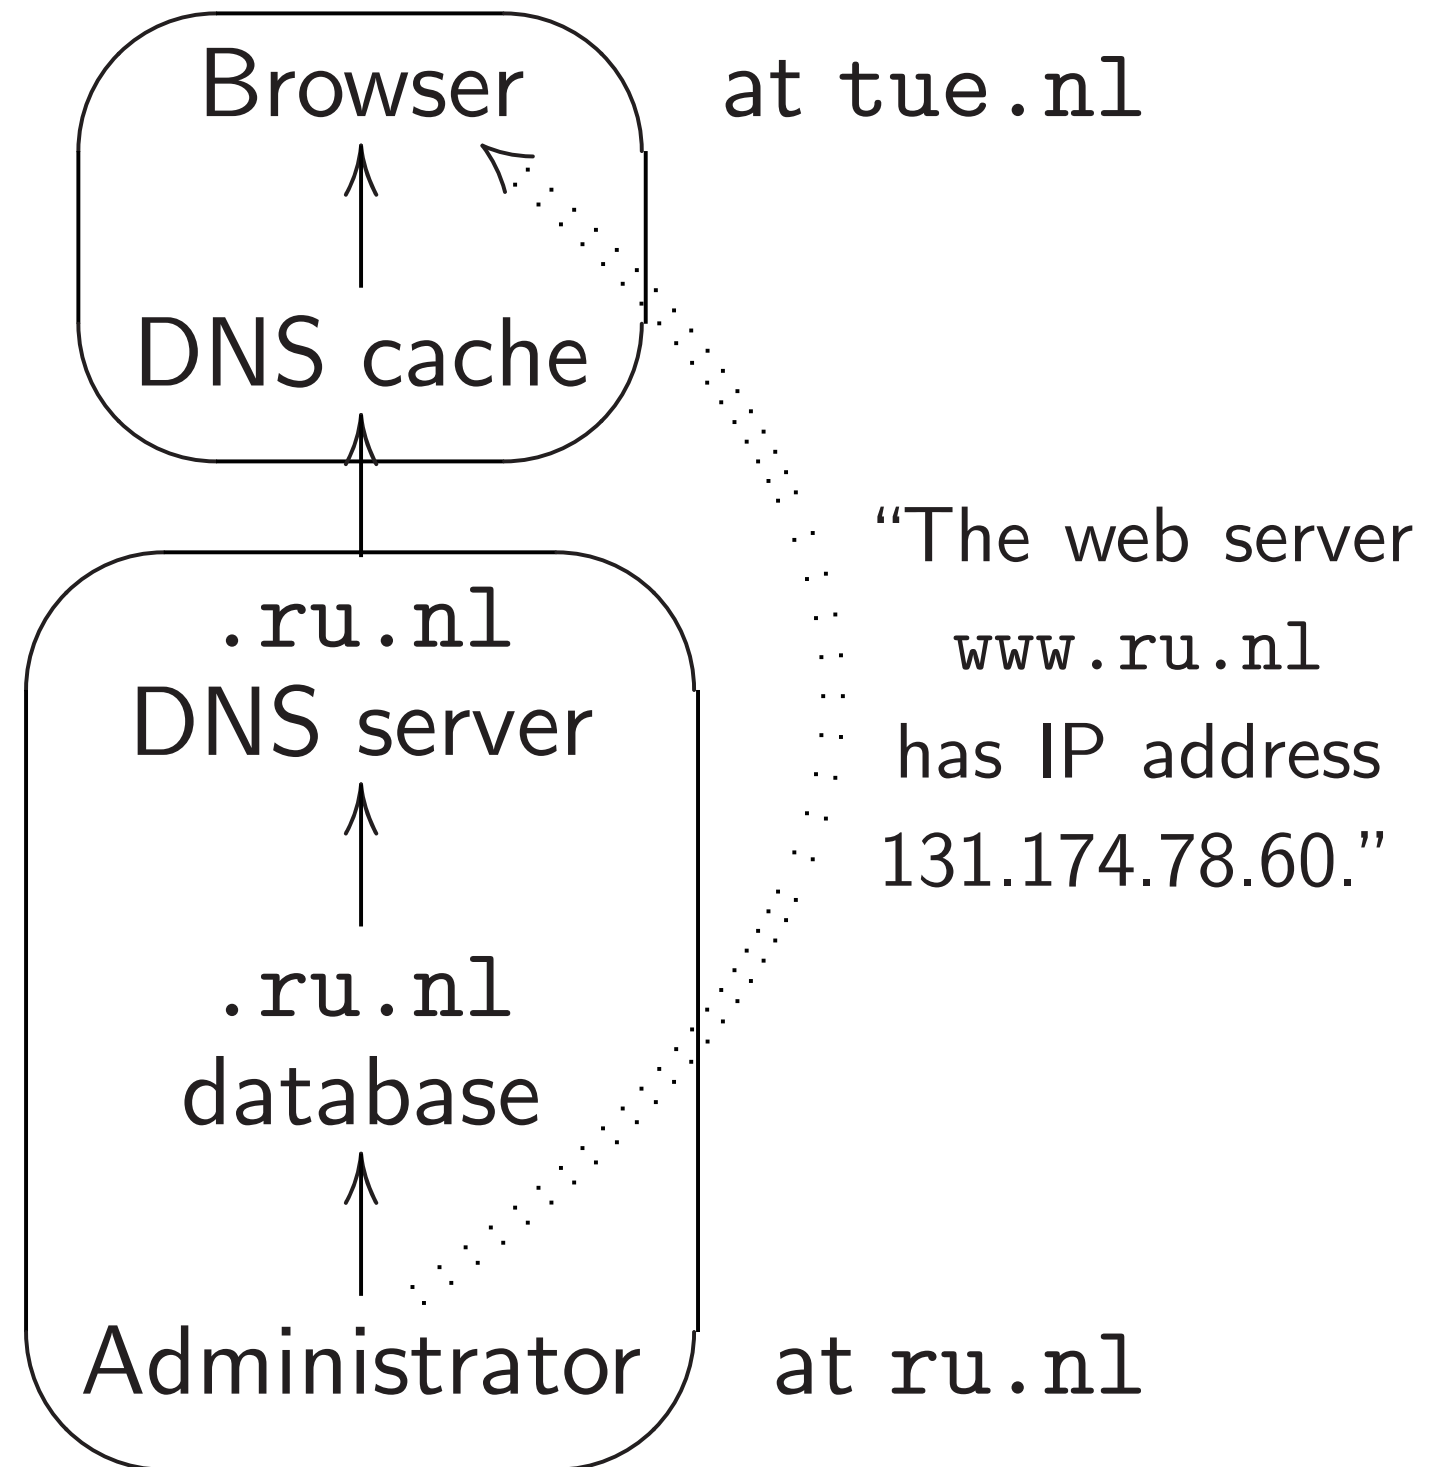 Browser
at tue.nl
DNS cache
“The web server
www.ru.nl
has IP address
131.174.78.60.”
.ru.nl
DNS server
.ru.nl
database
Administrator
at ru.nl